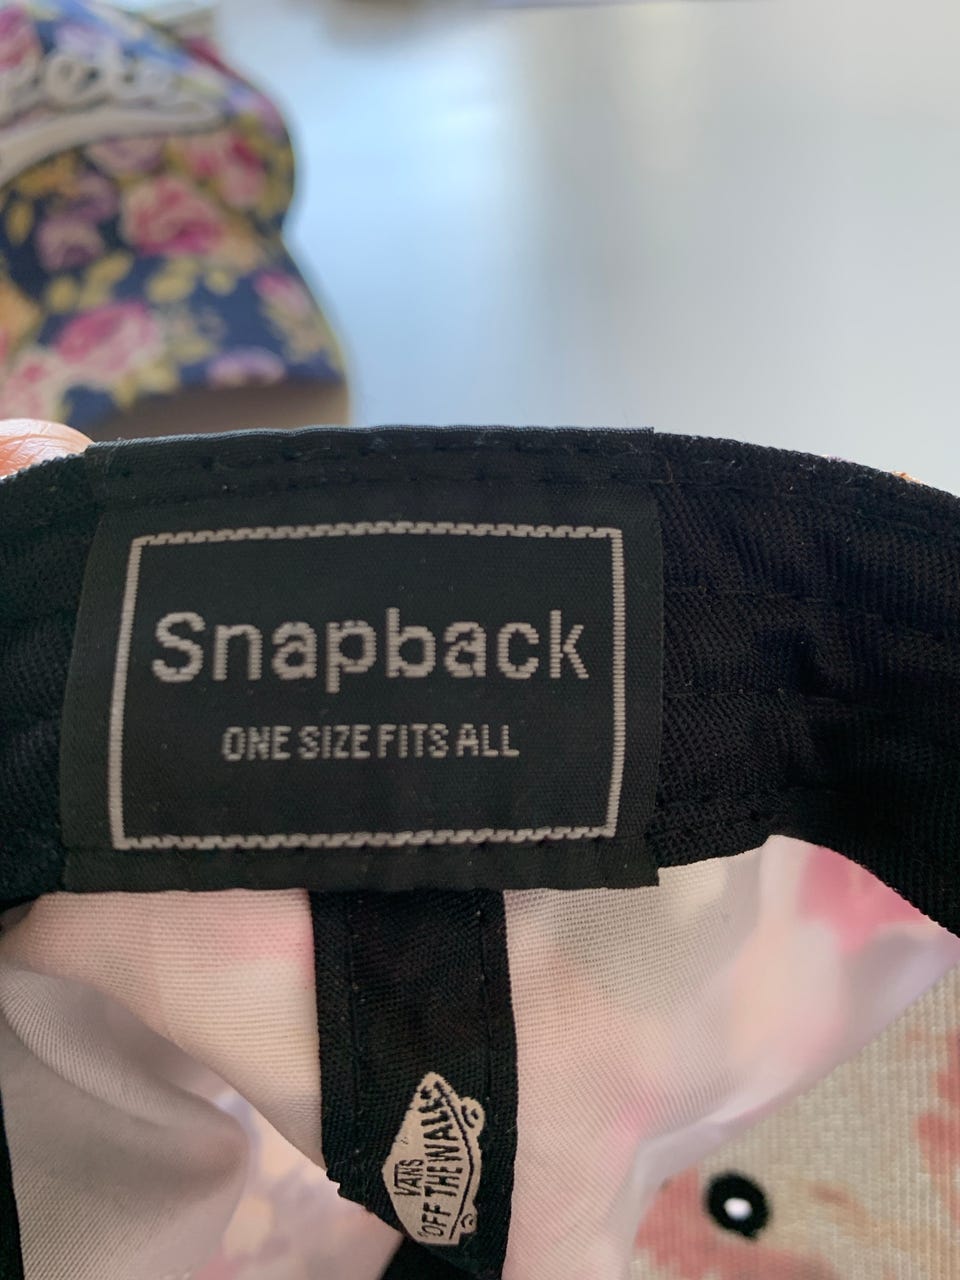 Snapback
ONE SIZE FITS ALL
VANS
"OFF THE WALL"